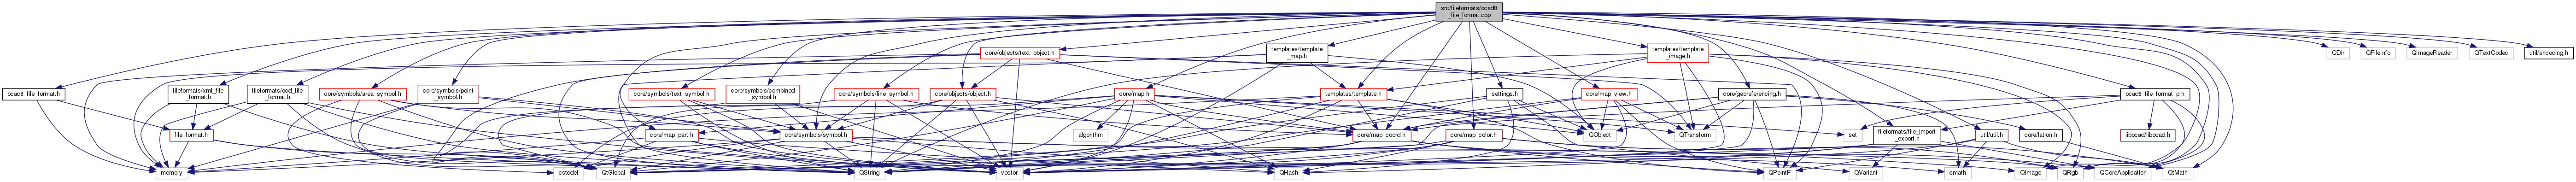 src/fileformats/ocad8
_file_format.cpp
core/objects/text_object.h
templates/template
_map.h
templates/template
_image.h
QDir
QFileInfo
QImageReader
QTextCodec
util/encoding.h
ocad8_file_format.h
fileformats/xml_file
_format.h
fileformats/ocd_file
_format.h
core/symbols/area_symbol.h
core/symbols/point
_symbol.h
core/symbols/text_symbol.h
core/symbols/combined
_symbol.h
core/symbols/line_symbol.h
core/objects/object.h
core/map.h
templates/template.h
settings.h
core/map_view.h
core/georeferencing.h
ocad8_file_format_p.h
file_format.h
core/map_part.h
core/symbols/symbol.h
algorithm
core/map_coord.h
core/map_color.h
QObject
QTransform
core/latlon.h
set
fileformats/file_import
_export.h
libocad/libocad.h
util/util.h
memory
cstddef
QtGlobal
QString
vector
QHash
QPointF
QVariant
cmath
QImage
QRgb
QCoreApplication
QtMath